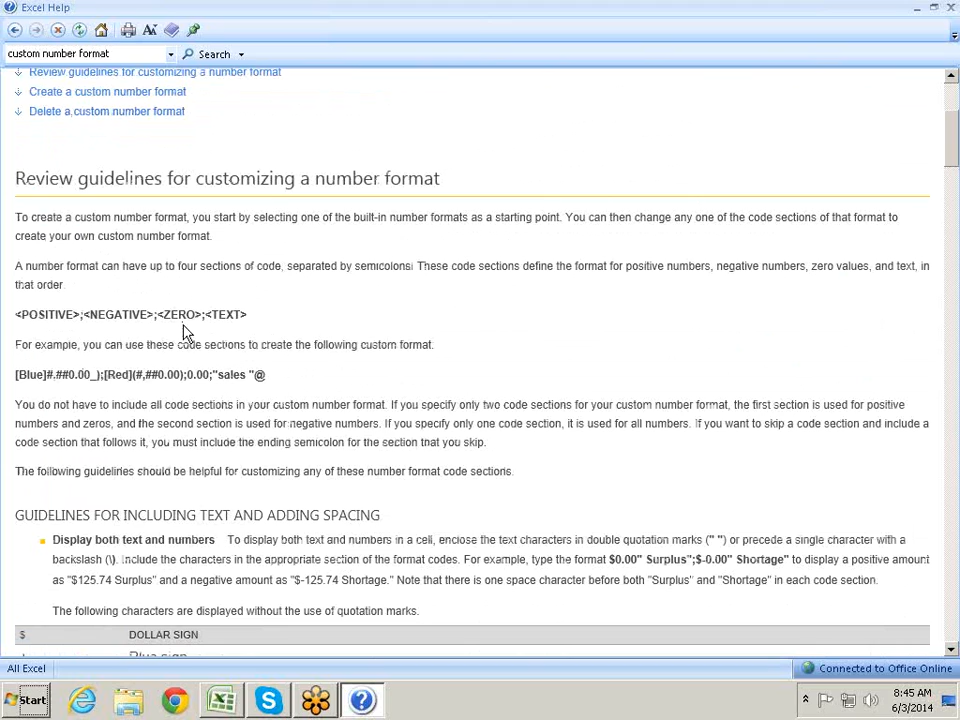 Excel Help
custom number format
Search
Review guidelines for customizing a number format
Create a custom number format
Delete a custom number format
Review guidelines for customizing a number format
To create a custom number format, you start by selecting one of the built-in number formats as a starting point. You can then change any one of the code sections of that format to
create your own custom number format.
A number format can have up to four sections of code, separated by semicolons. These code sections define the format for positive numbers, negative numbers, zero values, and text, in
that order.
<POSITIVE>;<NEGATIVE>;<ZERO>;<TEXT>
For example, you can use these code sections to create the following custom format.
[Blue]#,##0.00_);[Red](#,##0.00);0.00;"sales "@
You do not have to include all code sections in your custom number format. If you specify only two code sections for your custom number format, the first section is used for positive
numbers and zeros, and the second section is used for negative numbers. If you specify only one code section, it is used for all numbers. If you want to skip a code section and include a
code section that follows it, you must include the ending semicolon for the section that you skip.
The following guidelines should be helpful for customizing any of these number format code sections.
GUIDELINES FOR INCLUDING TEXT AND ADDING SPACING
Display both text and numbers To display both text and numbers in a cell, enclose the text characters in double quotation marks (" ") or precede a single character with a
backslash (\). Include the characters in the appropriate section of the format codes. For example, type the format $0.00" Surplus";$-0.00" Shortage" to display a positive amount
as "$125.74 Surplus" and a negative amount as "$-125.74 Shortage." Note that there is one space character before both "Surplus" and "Shortage" in each code section.
The following characters are displayed without the use of quotation marks.
$ DOLLAR SIGN
Plus sign
All Excel
Connected to Office Online
Start
8:45 AM
6/3/2014